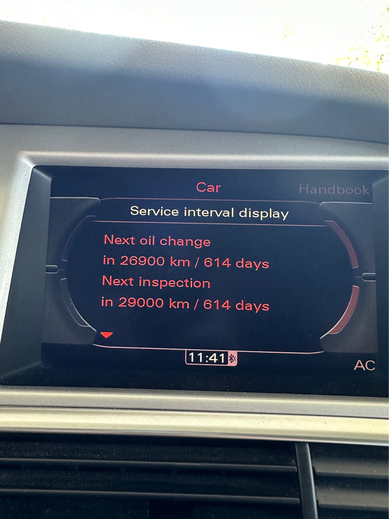 Car
Handbook
Service interval display
Next oil change
in 26900 km / 614 days
Next inspection
in 29000 km / 614 days
11:41
AC